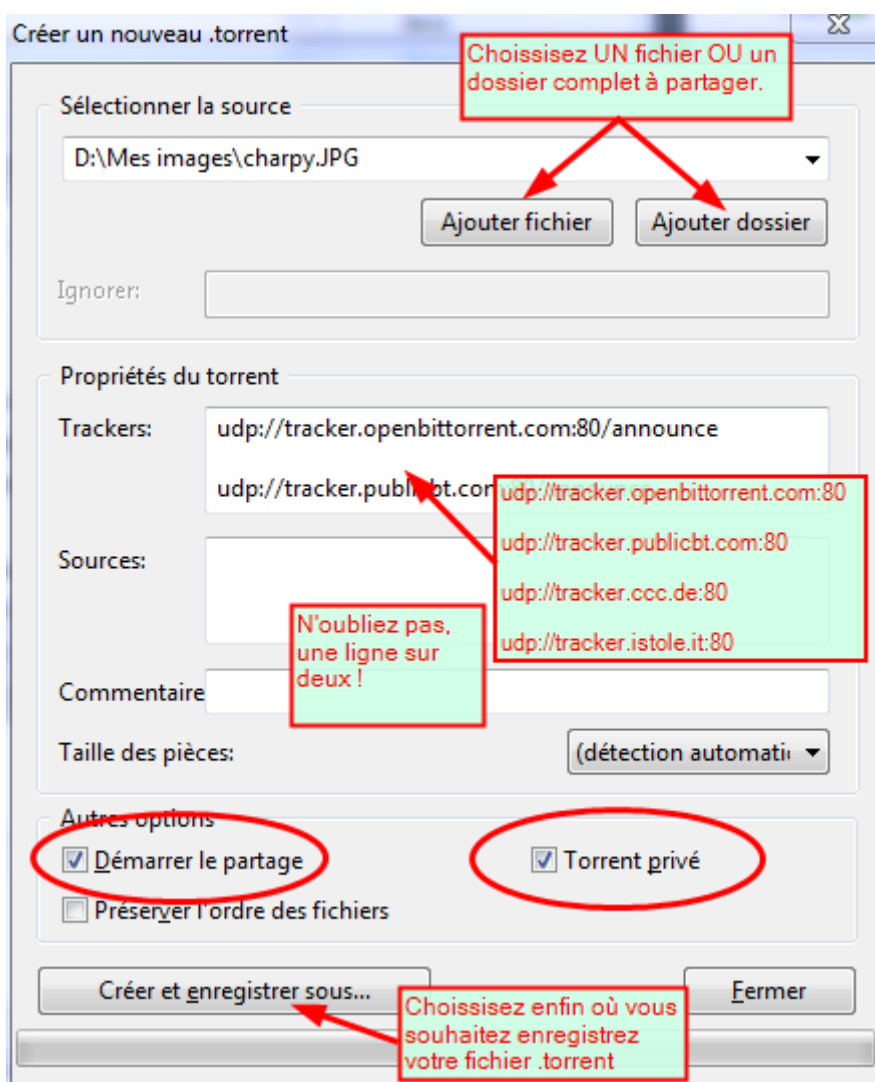 Créer un nouveau .torrent
Choissisez UN fichier OU un
dossier complet à partager.
Sélectionner la source
D:\Mes images\charpy.JPG
Ajouter fichier
Ajouter dossier
Ignorer:
Propriétés du torrent
Trackers:
udp://tracker.openbittorrent.com:80/announce
udp://tracker.publicbt.com
udp://tracker.openbittorrent.com:80
udp://tracker.publicbt.com:80
udp://tracker.ccc.de:80
udp://tracker.istole.it:80
Sources:
N'oubliez pas,
une ligne sur
deux !
Commentaire
Taille des pièces:
(détection automati
Autres options
Démarrer le partage
Torrent privé
Préserver l'ordre des fichiers
Créer et enregistrer sous...
Fermer
Choissisez enfin où vous
souhaitez enregistrez
votre fichier .torrent